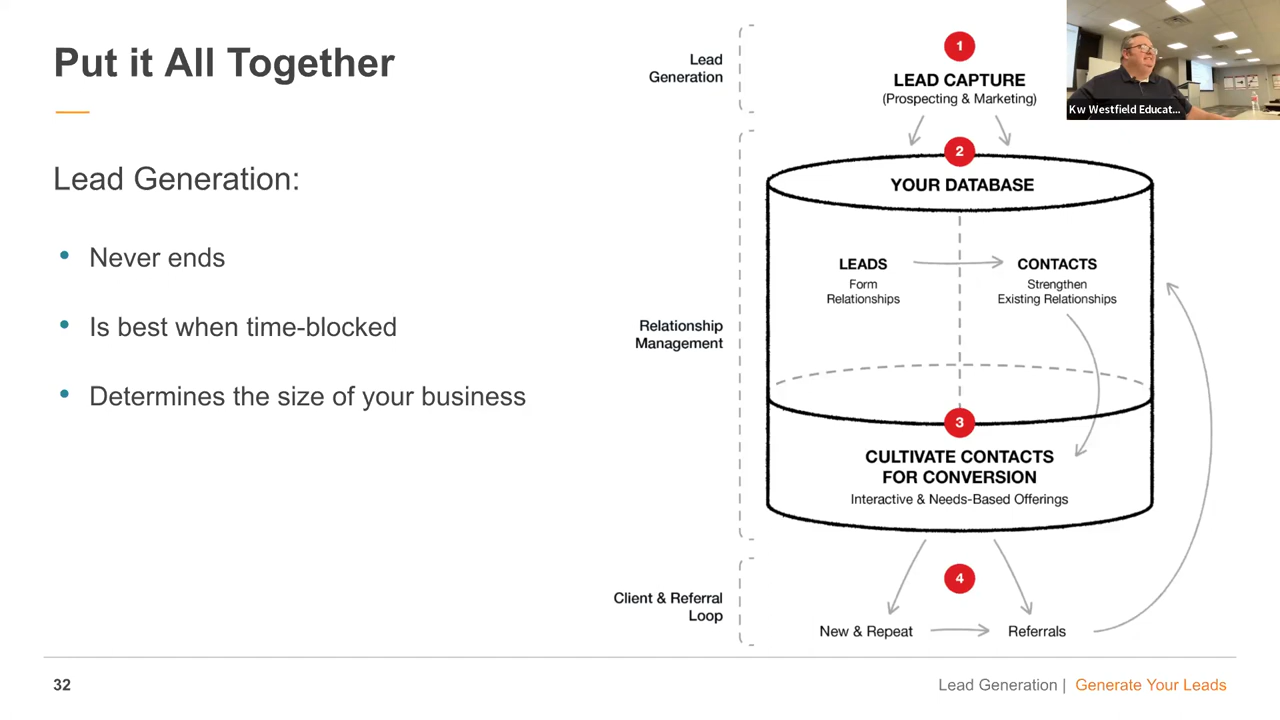 Put it All Together
Lead Generation:
• Never ends
• Is best when time-blocked
• Determines the size of your business
Lead
Generation
Relationship
Management
Client & Referral
Loop
1
LEAD CAPTURE
(Prospecting & Marketing)
2
YOUR DATABASE
LEADS
Form
Relationships
CONTACTS
Strengthen
Existing Relationships
3
CULTIVATE CONTACTS
FOR CONVERSION
Interactive & Needs-Based Offerings
4
New & Repeat
Referrals
Kw Westfield Educat...
32
Lead Generation | Generate Your Leads